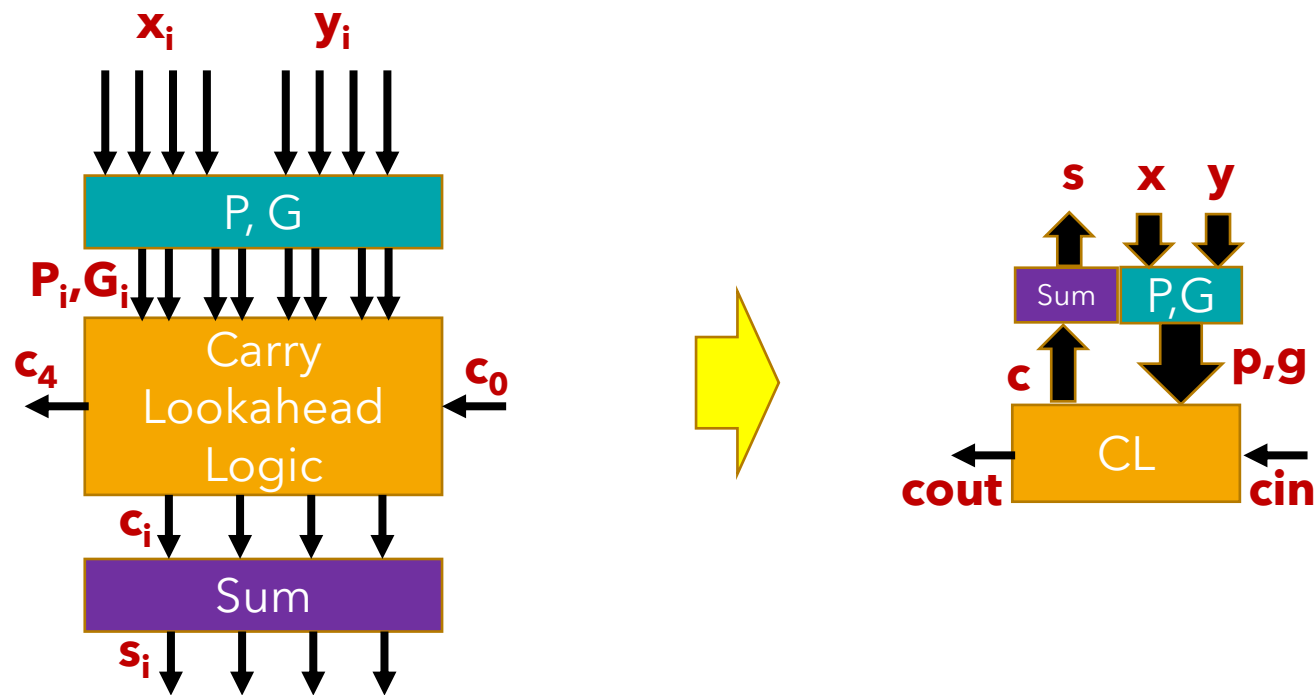 xi yi
P, G
Pi,Gi
Carry
Lookahead
Logic
c4
c0
ci
Sum
si
s x y
Sum P,G
c p,g
CL
cout cin